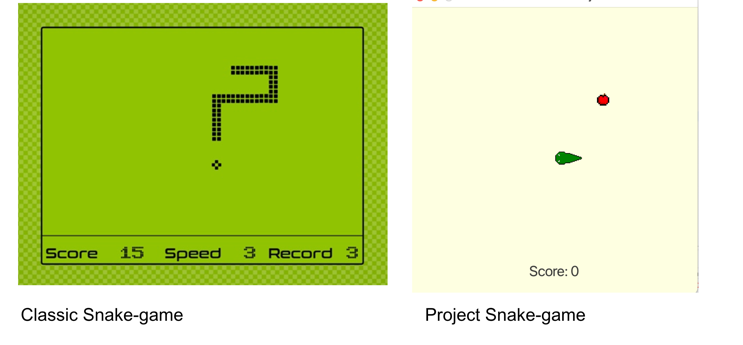 Score 15 Speed 3 Record 3
Score: 0
Classic Snake-game
Project Snake-game